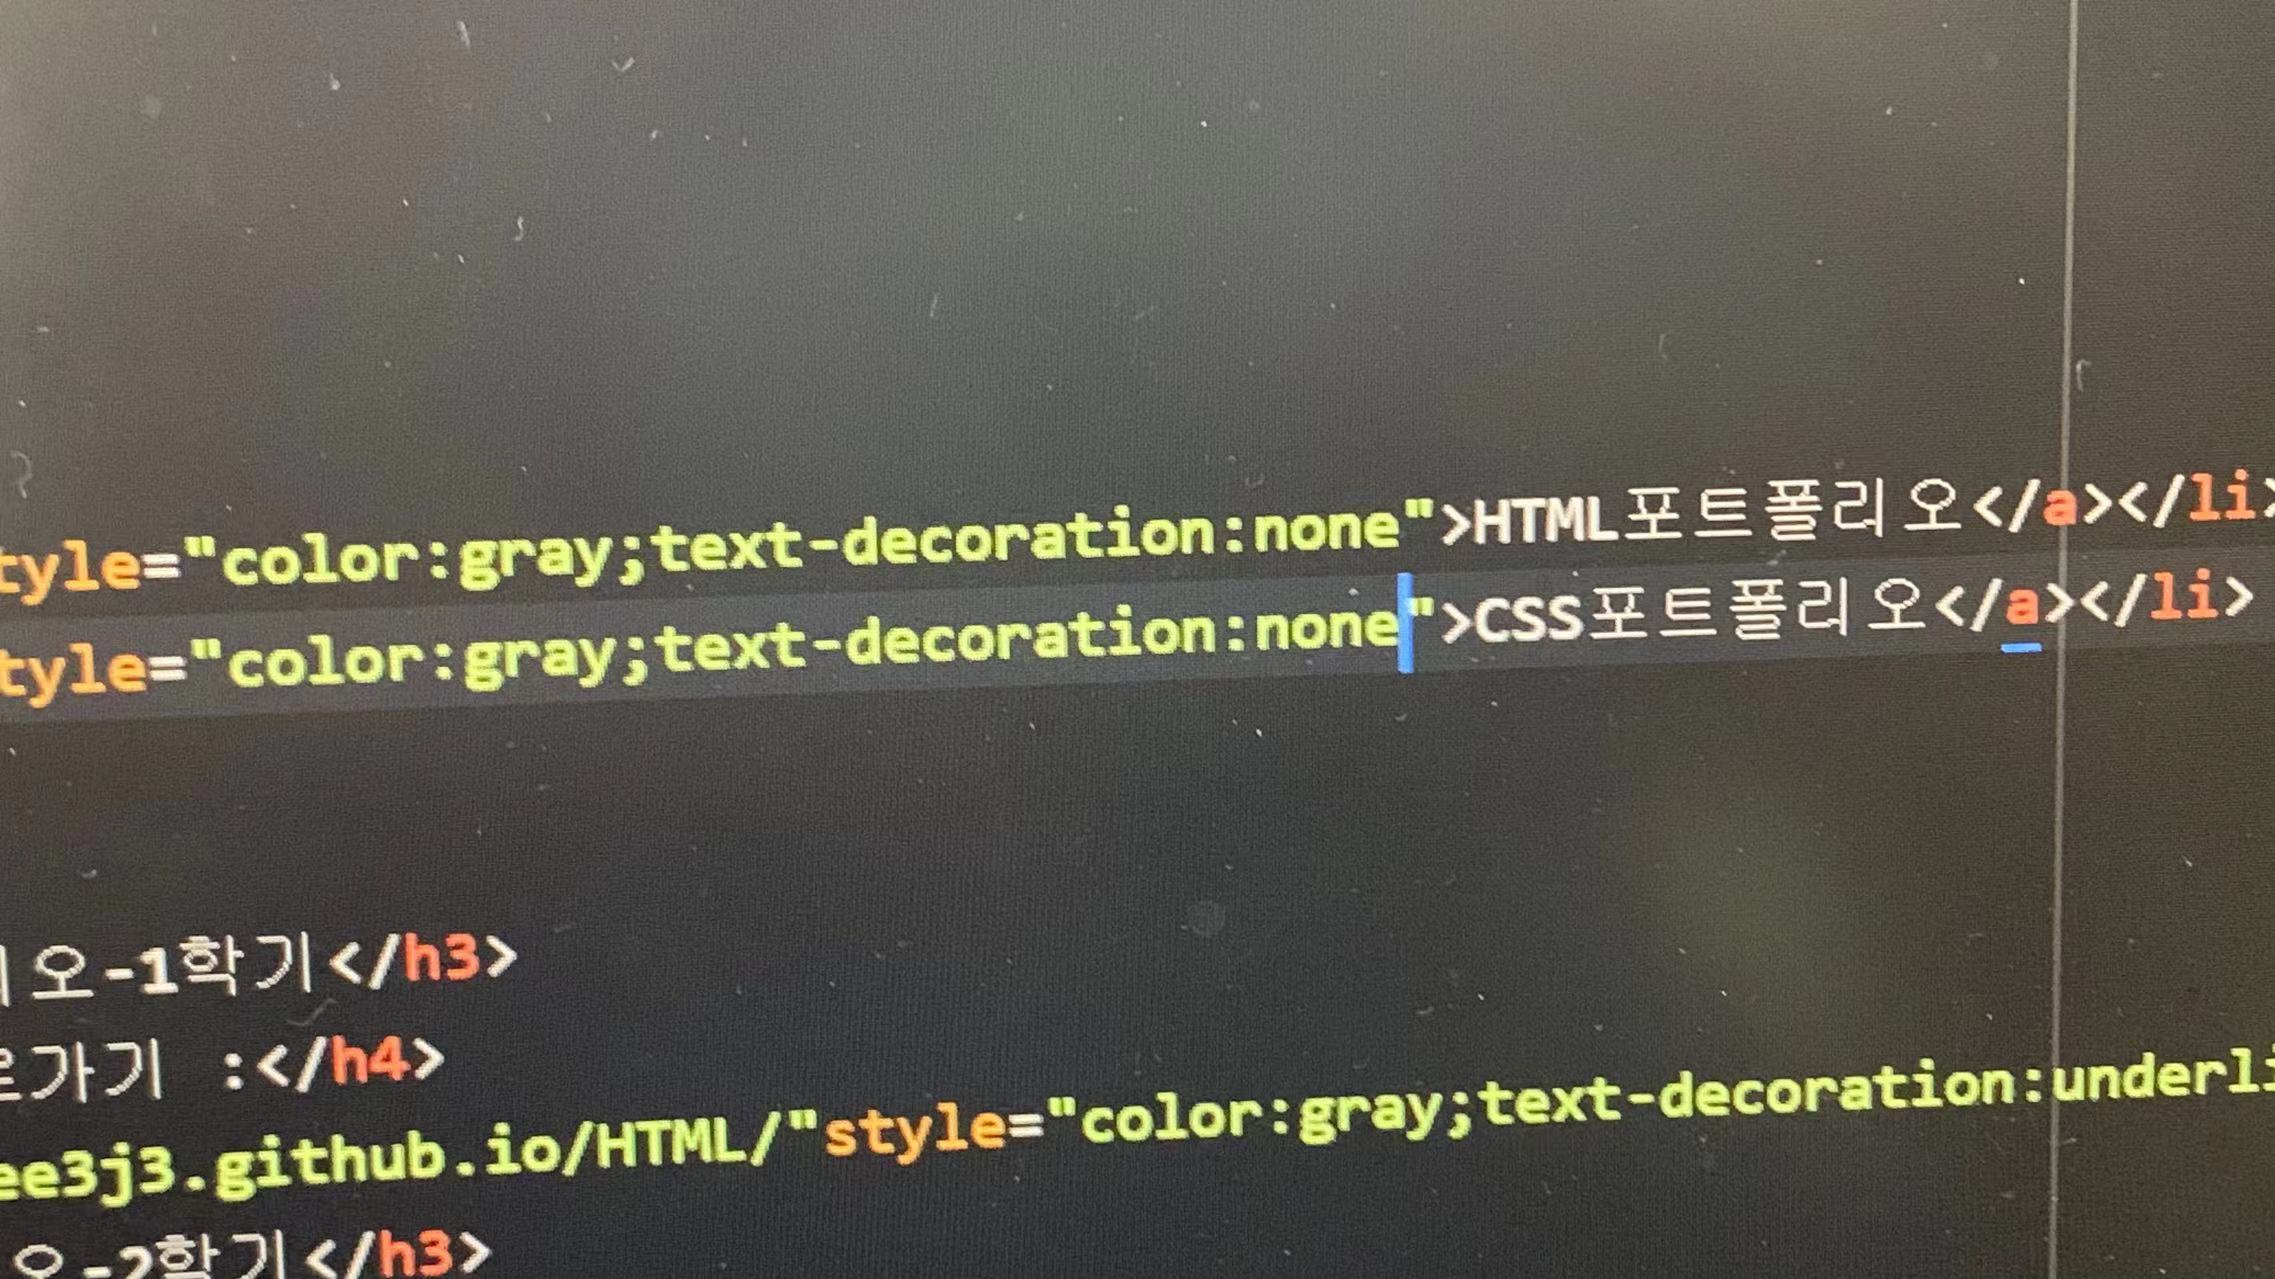 tyle="color:gray;text-decoration:none">HTML포트폴리오</a></li>
tyle="color:gray;text-decoration:none">CSS포트폴리오</a></li>
리오-1학기</h3>
로가기 :</h4>
ee3j3.github.io/HTML/"style="color:gray;text-decoration:underli
오-2학기</h3>